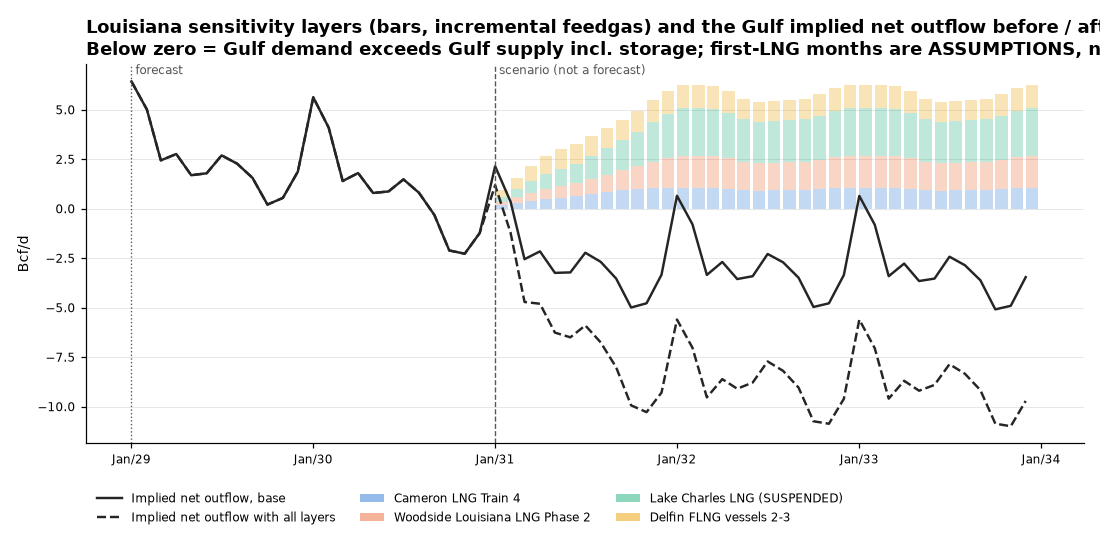 Louisiana sensitivity layers (bars, incremental feedgas) and the Gulf implied net outflow before /
Below zero = Gulf demand exceeds Gulf supply incl. storage; first-LNG months are ASSUMPTIONS,
forecast
scenario (not a forecast)
Bcf/d
5.0
2.5
0.0
−2.5
−5.0
−7.5
−10.0
Jan/29
Jan/30
Jan/31
Jan/32
Jan/33
Jan/34
Implied net outflow, base
Implied net outflow with all layers
Cameron LNG Train 4
Woodside Louisiana LNG Phase 2
Lake Charles LNG (SUSPENDED)
Delfin FLNG vessels 2-3